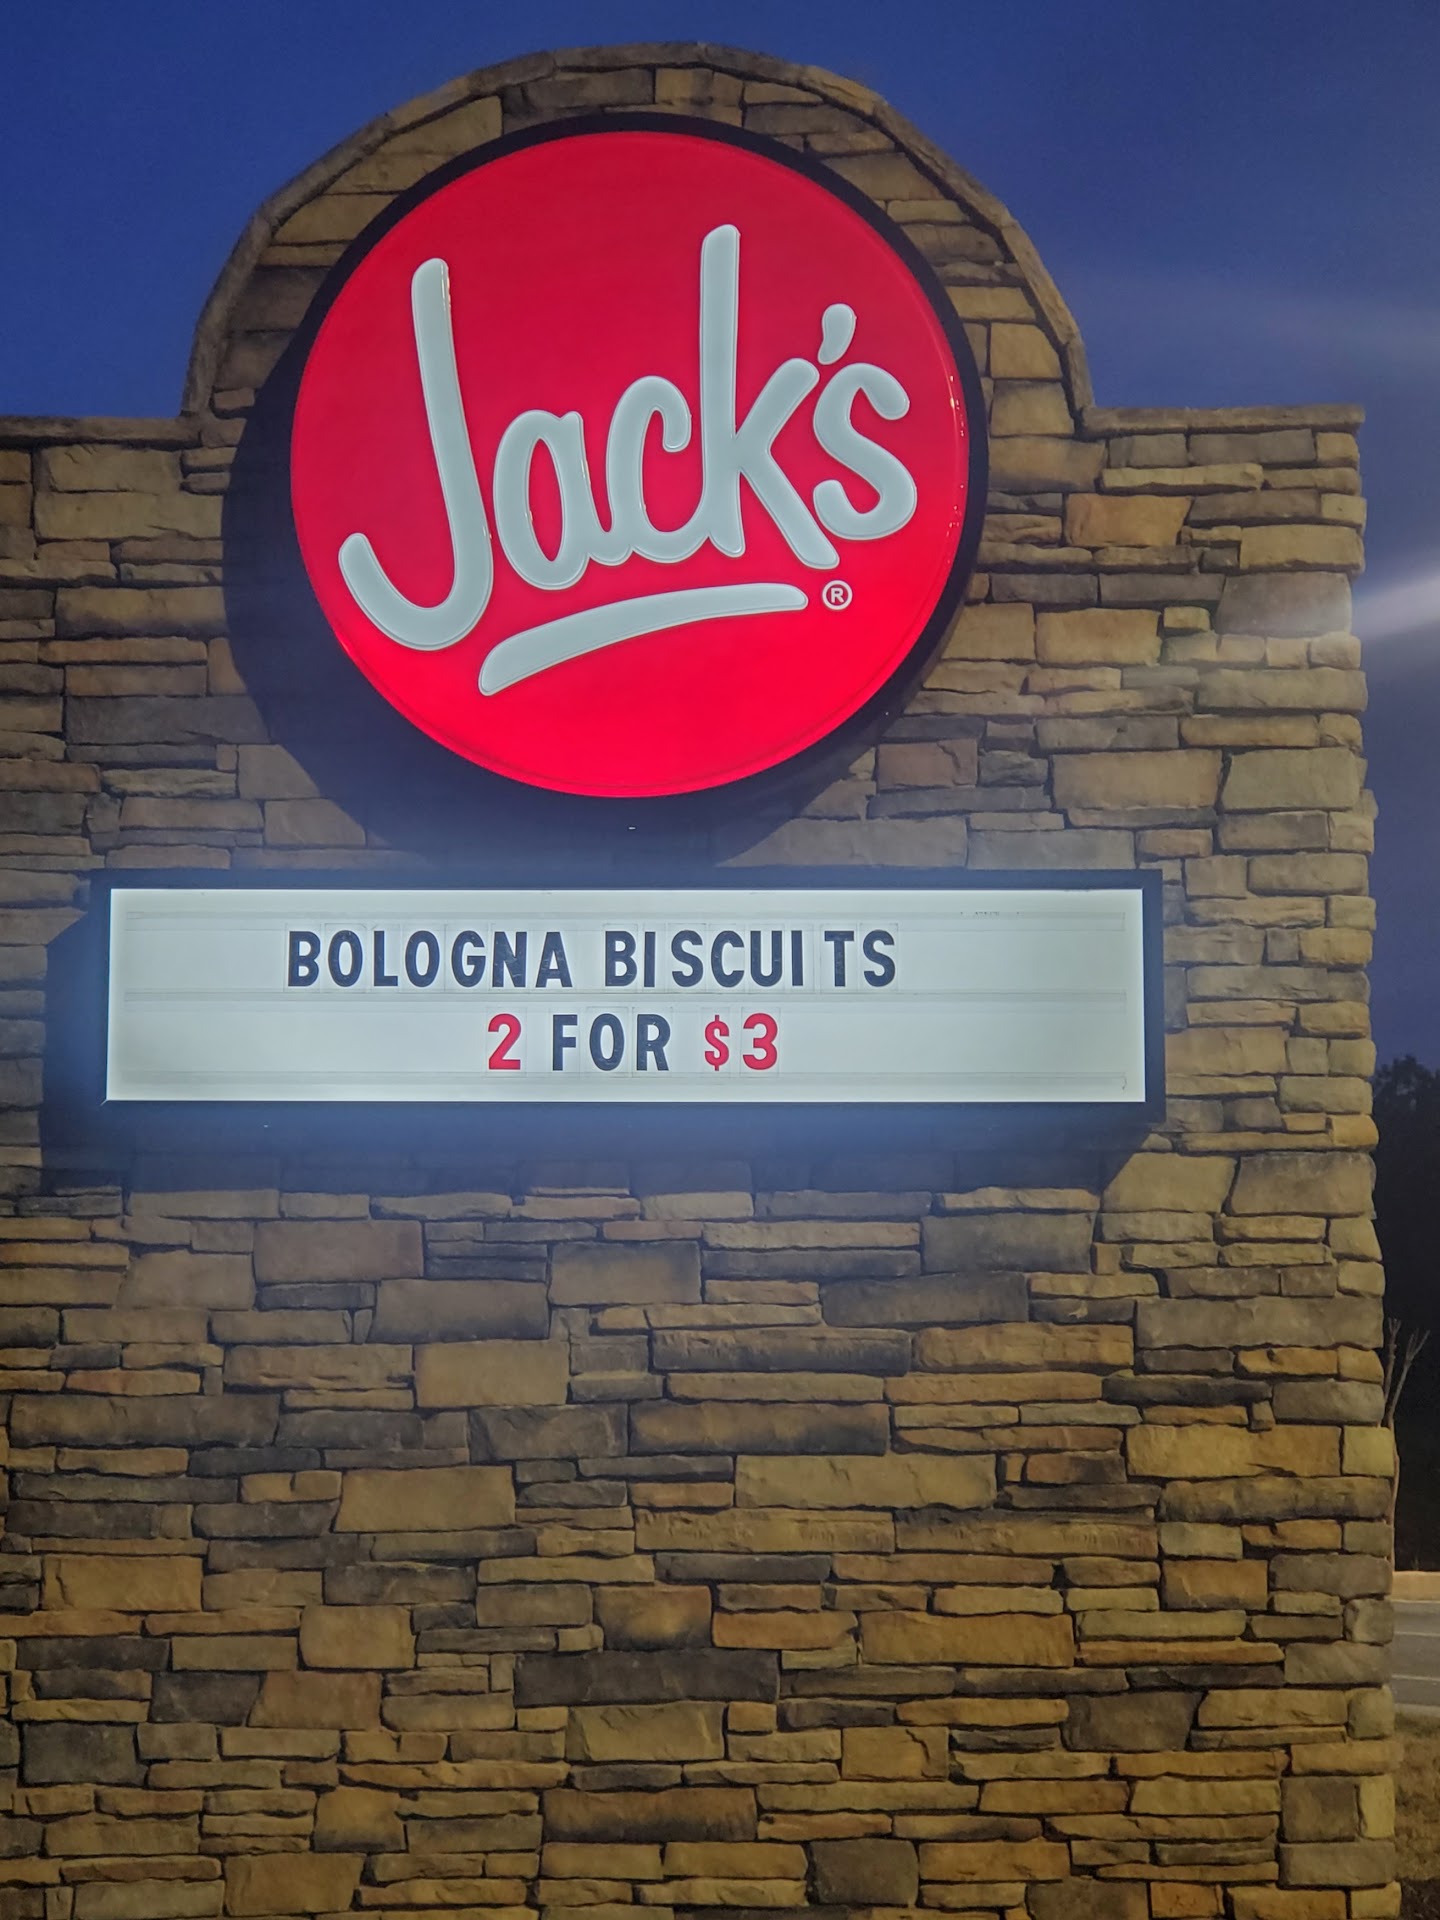 Jack's®
BOLOGNA BISCUITS
2 FOR $3